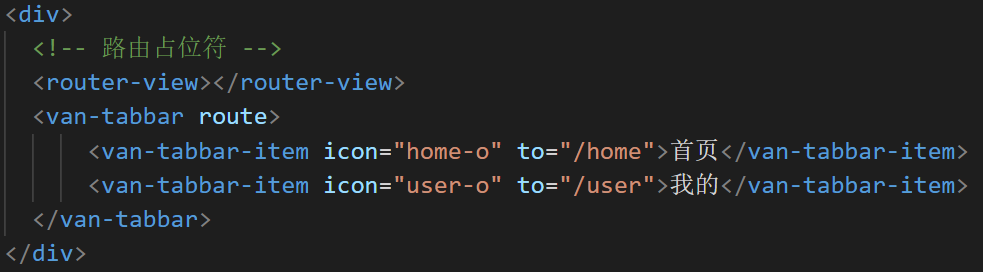 <div>
<!-- 路由占位符 -->
<router-view></router-view>
<van-tabbar route>
<van-tabbar-item icon="home-o" to="/home">首页</van-tabbar-item>
<van-tabbar-item icon="user-o" to="/user">我的</van-tabbar-item>
</van-tabbar>
</div>